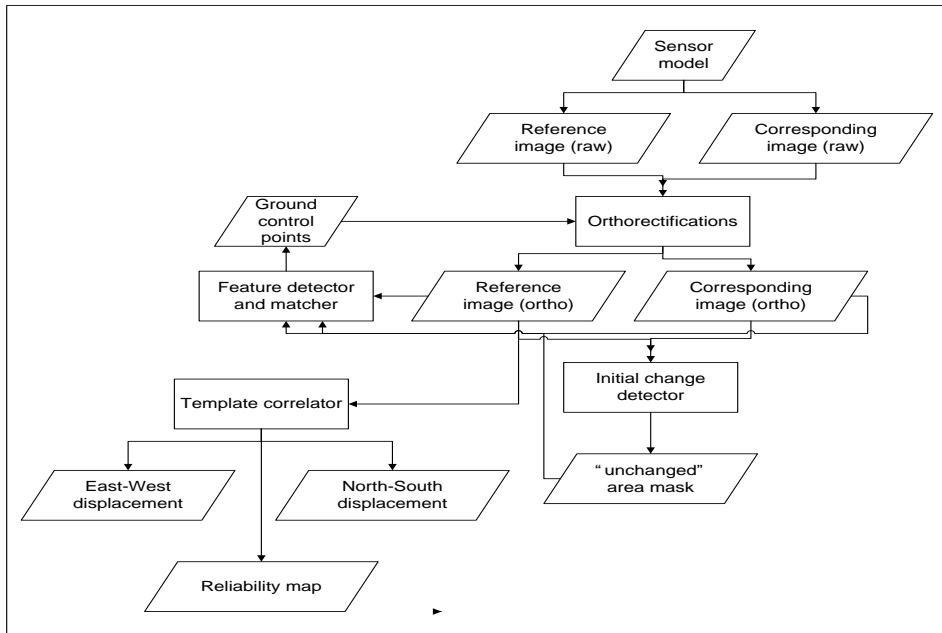 Sensor
model
Reference
image (raw)
Corresponding
image (raw)
Ground
control
points
Orthorectifications
Feature detector
and matcher
Reference
image (ortho)
Corresponding
image (ortho)
Initial change
detector
Template correlator
"unchanged"
area mask
East-West
displacement
North-South
displacement
Reliability map